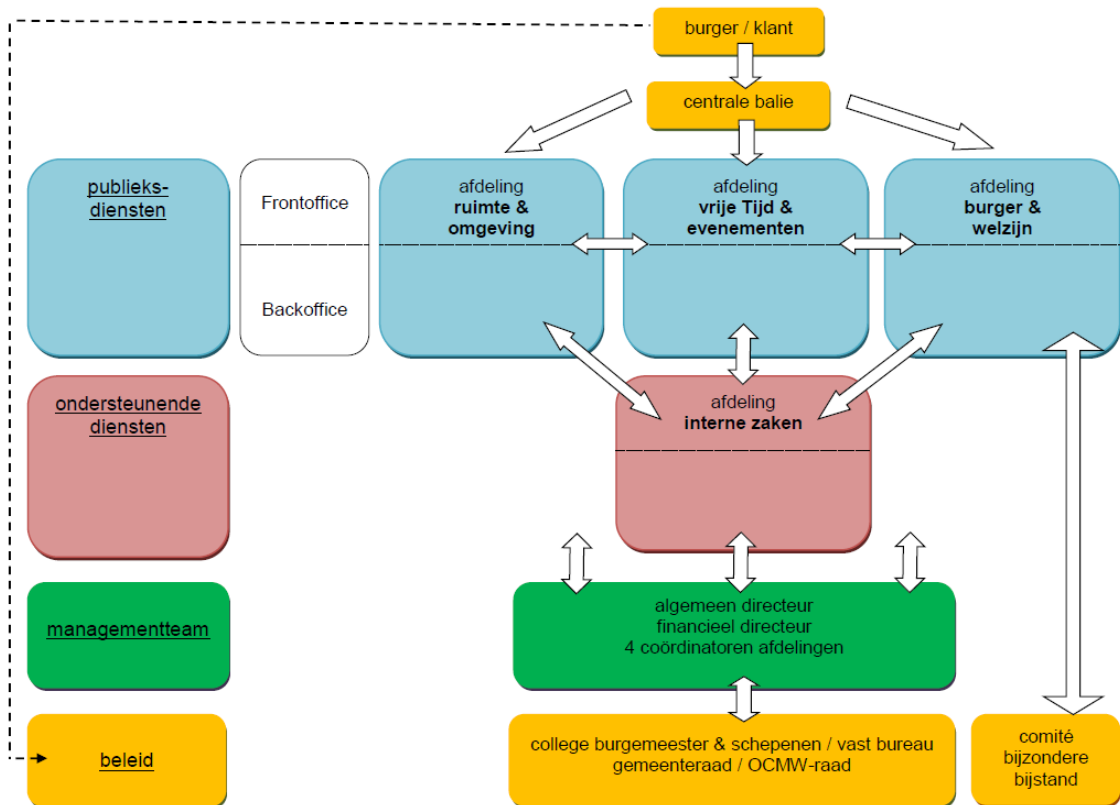 burger / klant
centrale balie
publieks-
diensten
Frontoffice
Backoffice
afdeling
ruimte &
omgeving
afdeling
vrije Tijd &
evenementen
afdeling
burger &
welzijn
ondersteunende
diensten
afdeling
interne zaken
managementteam
algemeen directeur
financieel directeur
4 coördinatoren afdelingen
beleid
college burgemeester & schepenen / vast bureau
gemeenteraad / OCMW-raad
comité
bijzondere
bijstand